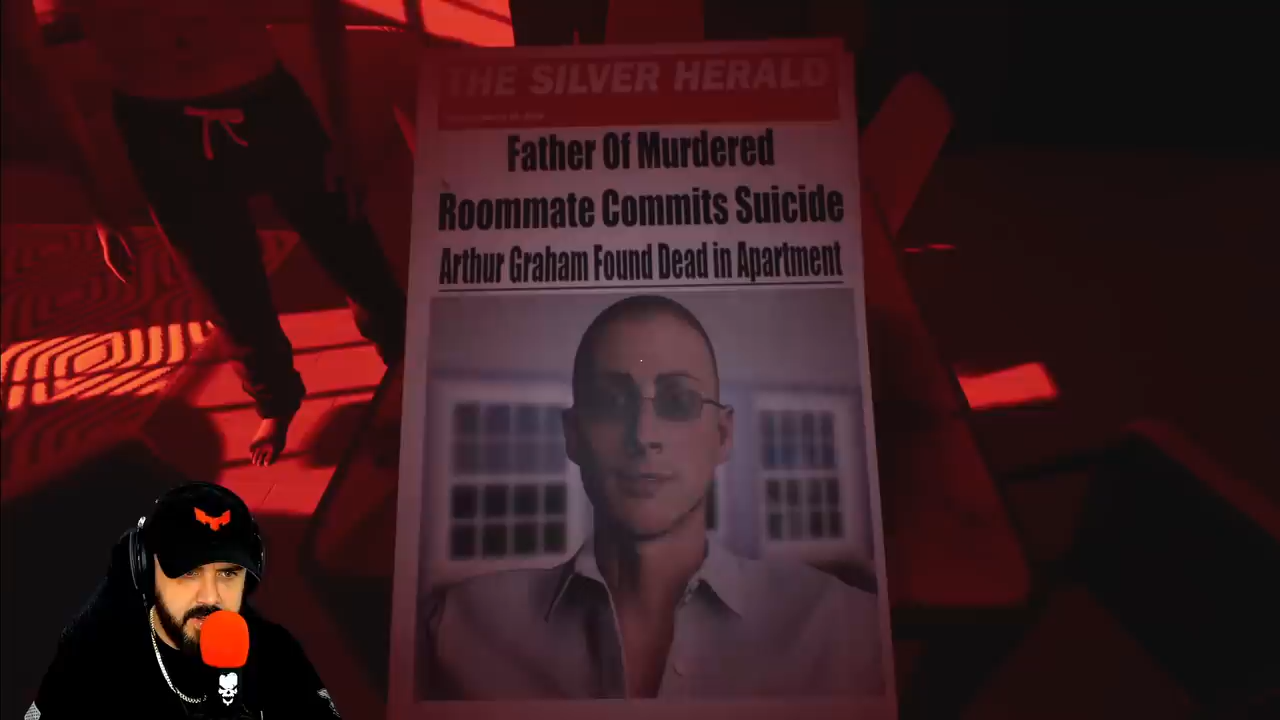 THE SILVER HERALD
Father Of Murdered
Roommate Commits Suicide
Arthur Graham Found Dead in Apartment